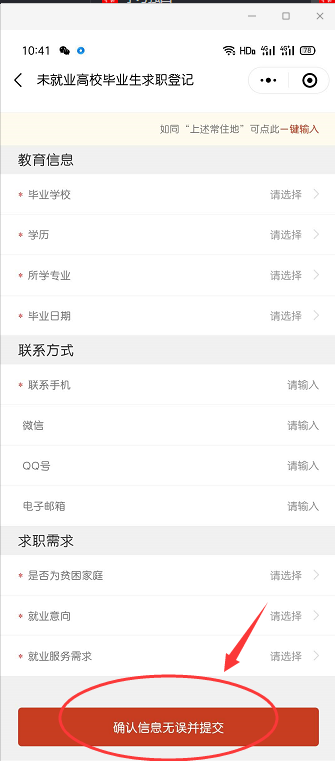 10:41 HD 78
未就业高校毕业生求职登记
如同“上述常住地”可点此一键输入
教育信息
* 毕业学校 请选择
* 学历 请选择
* 所学专业 请选择
* 毕业日期 请选择
联系方式
* 联系手机 请输入
微信 请输入
QQ号 请输入
电子邮箱 请输入
求职需求
* 是否为贫困家庭 请选择
* 就业意向 请选择
* 就业服务需求 请选择
确认信息无误并提交